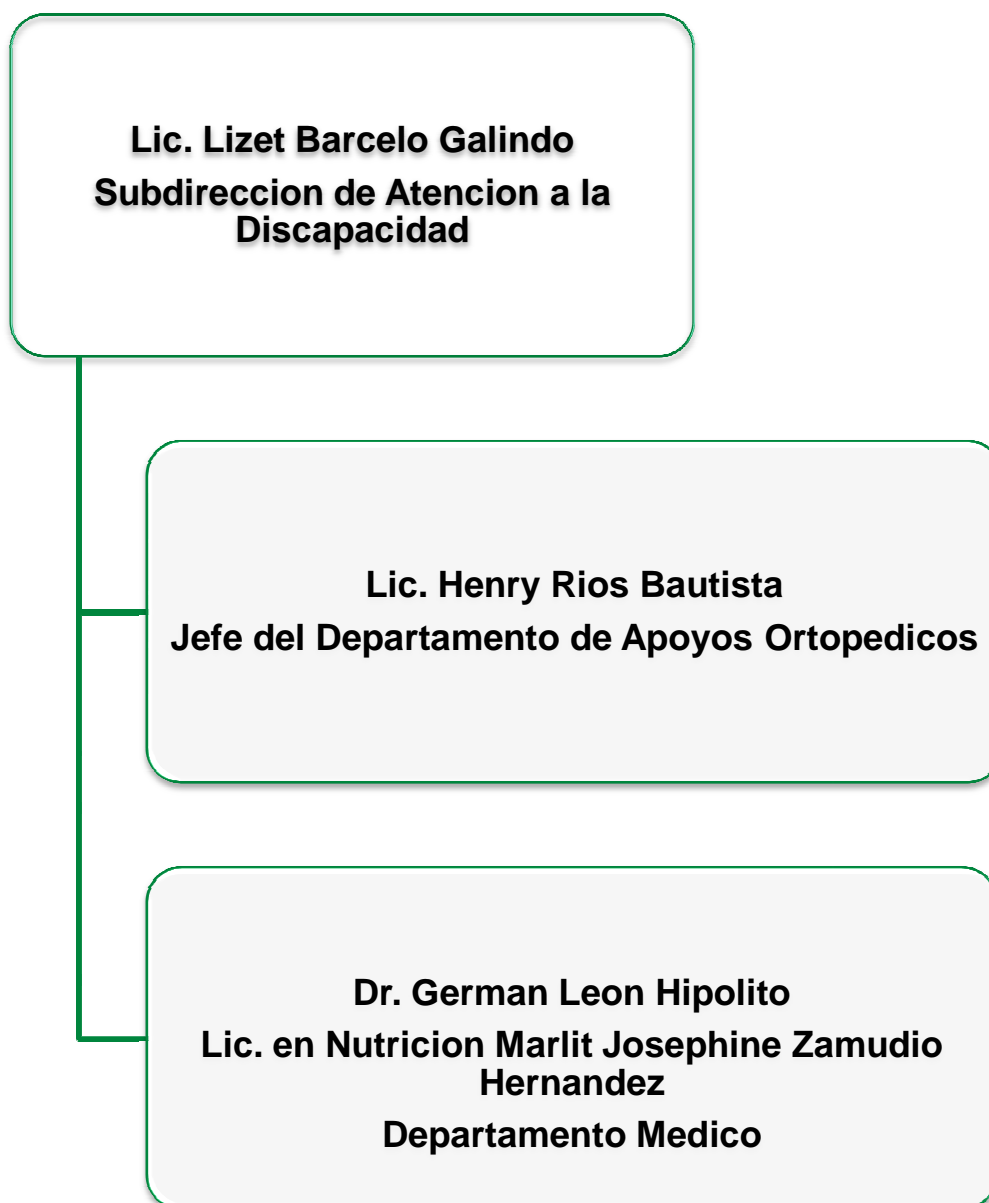 Lic. Lizet Barcelo Galindo
Subdireccion de Atencion a la
Discapacidad
Lic. Henry Rios Bautista
Jefe del Departamento de Apoyos Ortopedicos
Dr. German Leon Hipolito
Lic. en Nutricion Marlit Josephine Zamudio
Hernandez
Departamento Medico